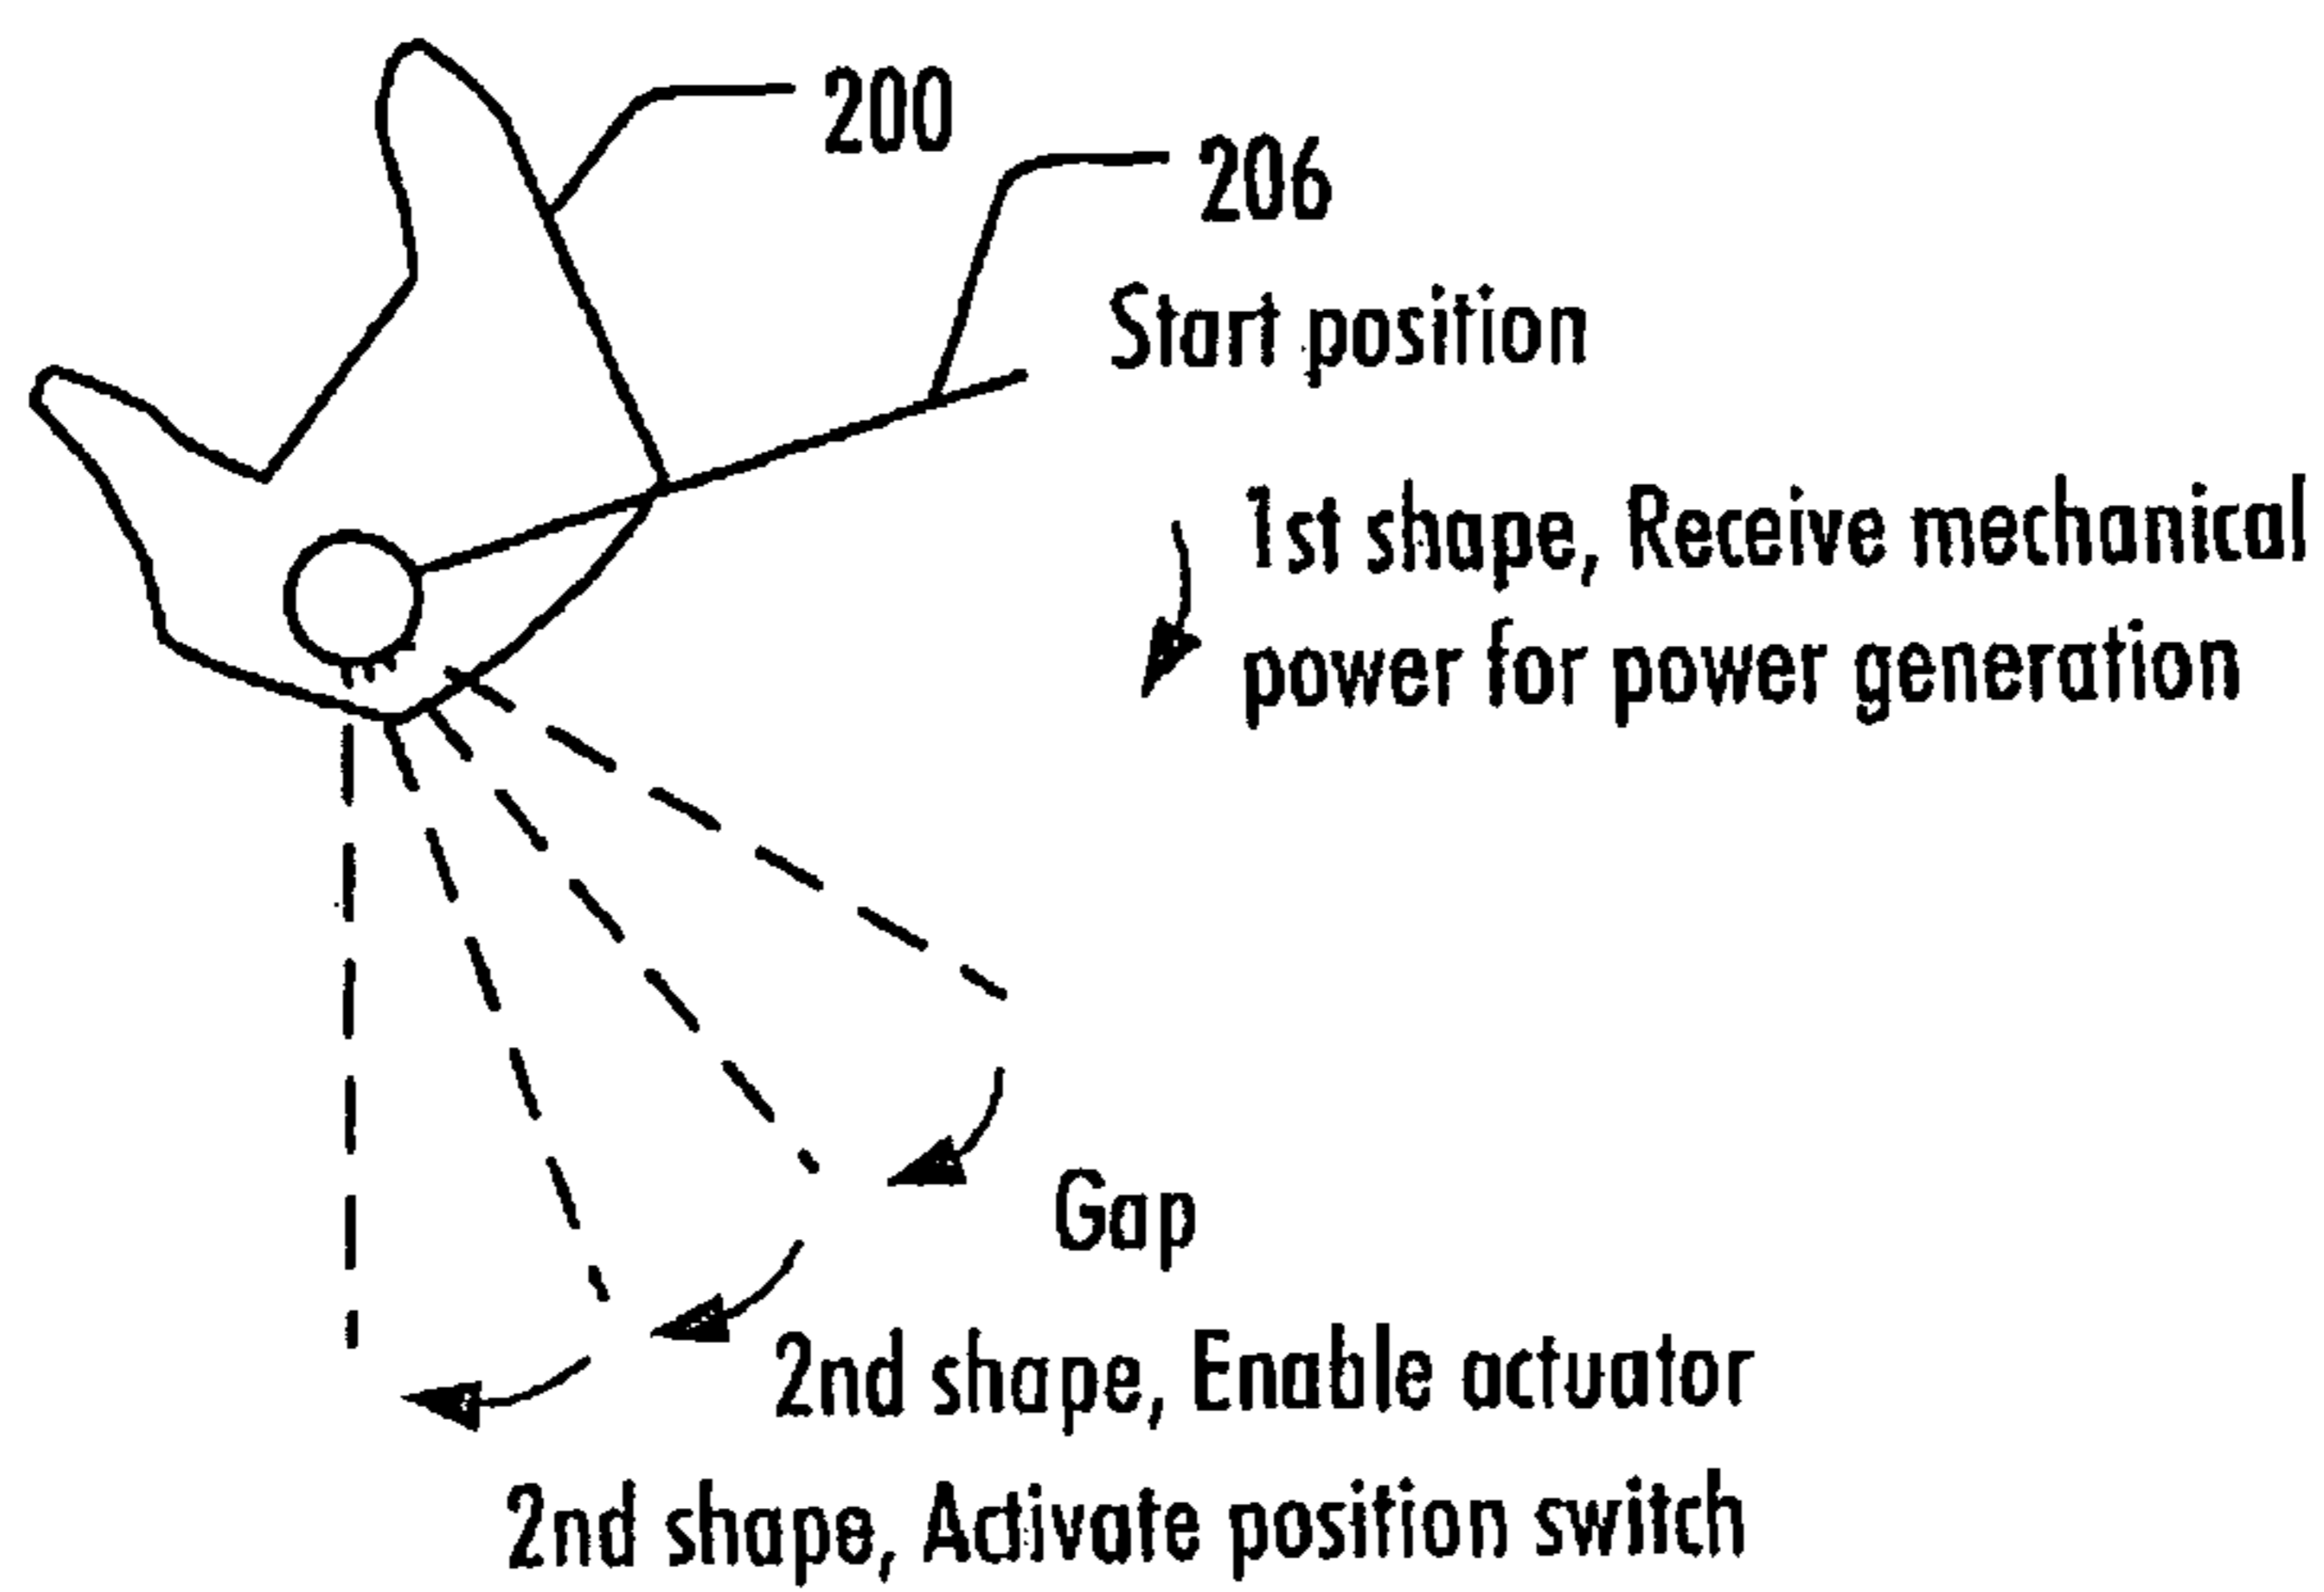 200
206
Start position
1st shape, Receive mechanical
power for power generation
Gap
2nd shape, Enable actuator
2nd shape, Activate position switch